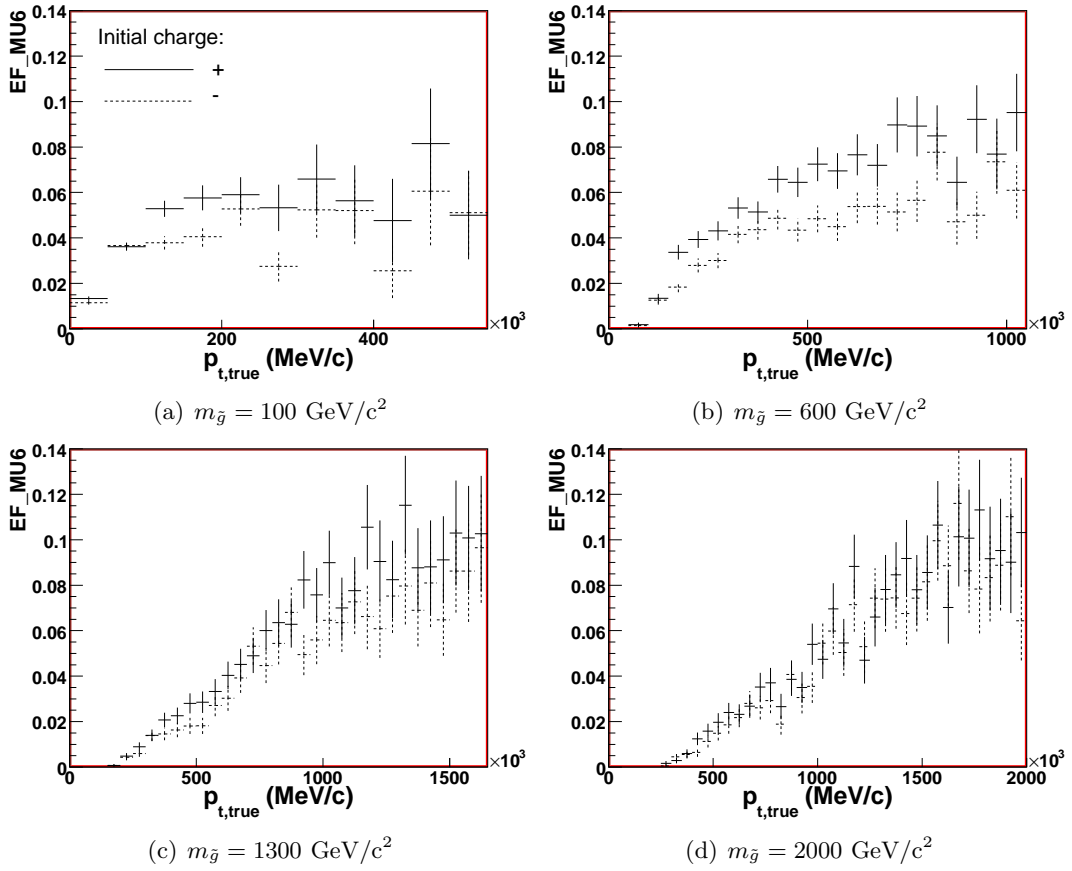 EF_MU6
0.14
0.12
0.1
0.08
0.06
0.04
0.02
0
Initial charge:
+
-
0 200 400 ×10³
p_t,true (MeV/c)
(a) m_g̃ = 100 GeV/c²
EF_MU6
0.14
0.12
0.1
0.08
0.06
0.04
0.02
0
0 500 1000 ×10³
p_t,true (MeV/c)
(b) m_g̃ = 600 GeV/c²
EF_MU6
0.14
0.12
0.1
0.08
0.06
0.04
0.02
0
0 500 1000 1500 ×10³
p_t,true (MeV/c)
(c) m_g̃ = 1300 GeV/c²
EF_MU6
0.14
0.12
0.1
0.08
0.06
0.04
0.02
0
0 500 1000 1500 2000 ×10³
p_t,true (MeV/c)
(d) m_g̃ = 2000 GeV/c²